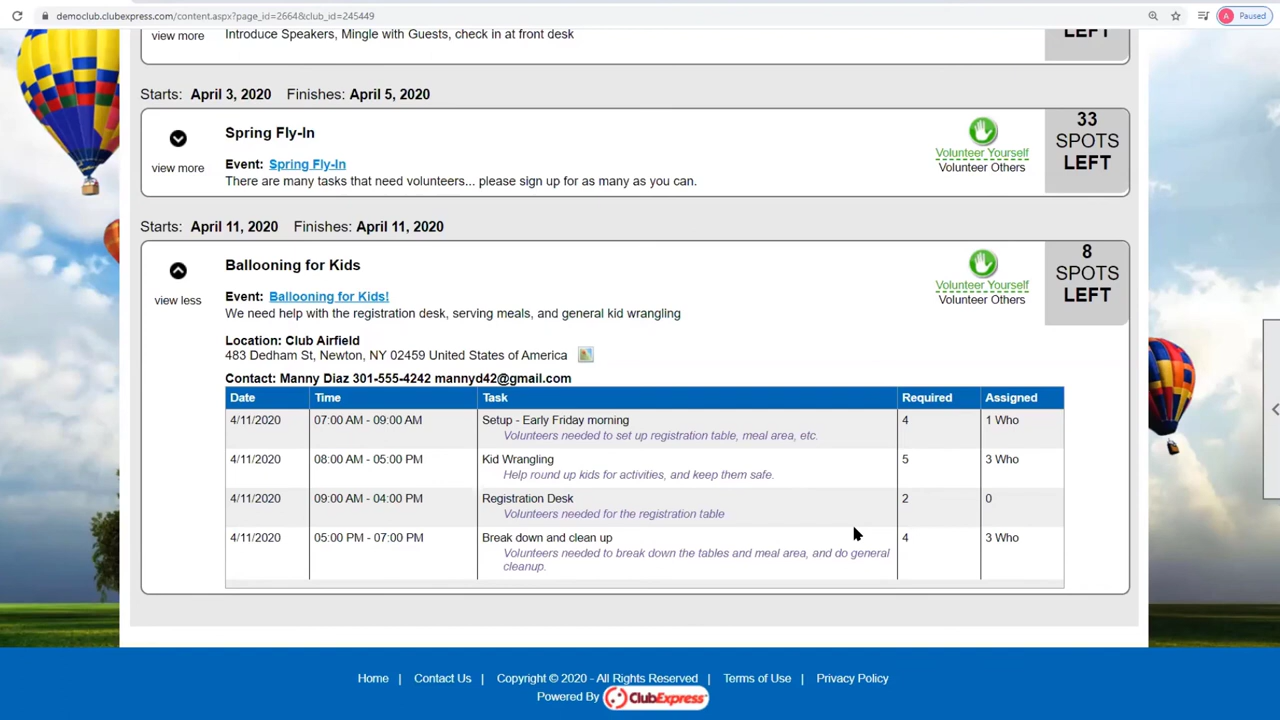 democlub.clubexpress.com/content.aspx?page_id=2664&club_id=245449
A Paused
view more
Introduce Speakers, Mingle with Guests, check in at front desk
LEFT
Starts: April 3, 2020 Finishes: April 5, 2020
Spring Fly-In
view more
Event: Spring Fly-In
There are many tasks that need volunteers... please sign up for as many as you can.
Volunteer Yourself
Volunteer Others
33
SPOTS
LEFT
Starts: April 11, 2020 Finishes: April 11, 2020
Ballooning for Kids
view less
Event: Ballooning for Kids!
We need help with the registration desk, serving meals, and general kid wrangling
Volunteer Yourself
Volunteer Others
8
SPOTS
LEFT
Location: Club Airfield
483 Dedham St, Newton, NY 02459 United States of America
Contact: Manny Diaz 301-555-4242 mannyd42@gmail.com
Date Time Task Required Assigned
4/11/2020 07:00 AM - 09:00 AM Setup - Early Friday morning 4 1 Who
Volunteers needed to set up registration table, meal area, etc.
4/11/2020 08:00 AM - 05:00 PM Kid Wrangling 5 3 Who
Help round up kids for activities, and keep them safe.
4/11/2020 09:00 AM - 04:00 PM Registration Desk 2 0
Volunteers needed for the registration table
4/11/2020 05:00 PM - 07:00 PM Break down and clean up 4 3 Who
Volunteers needed to break down the tables and meal area, and do general
cleanup.
Home | Contact Us | Copyright © 2020 - All Rights Reserved | Terms of Use | Privacy Policy
Powered By ClubExpress